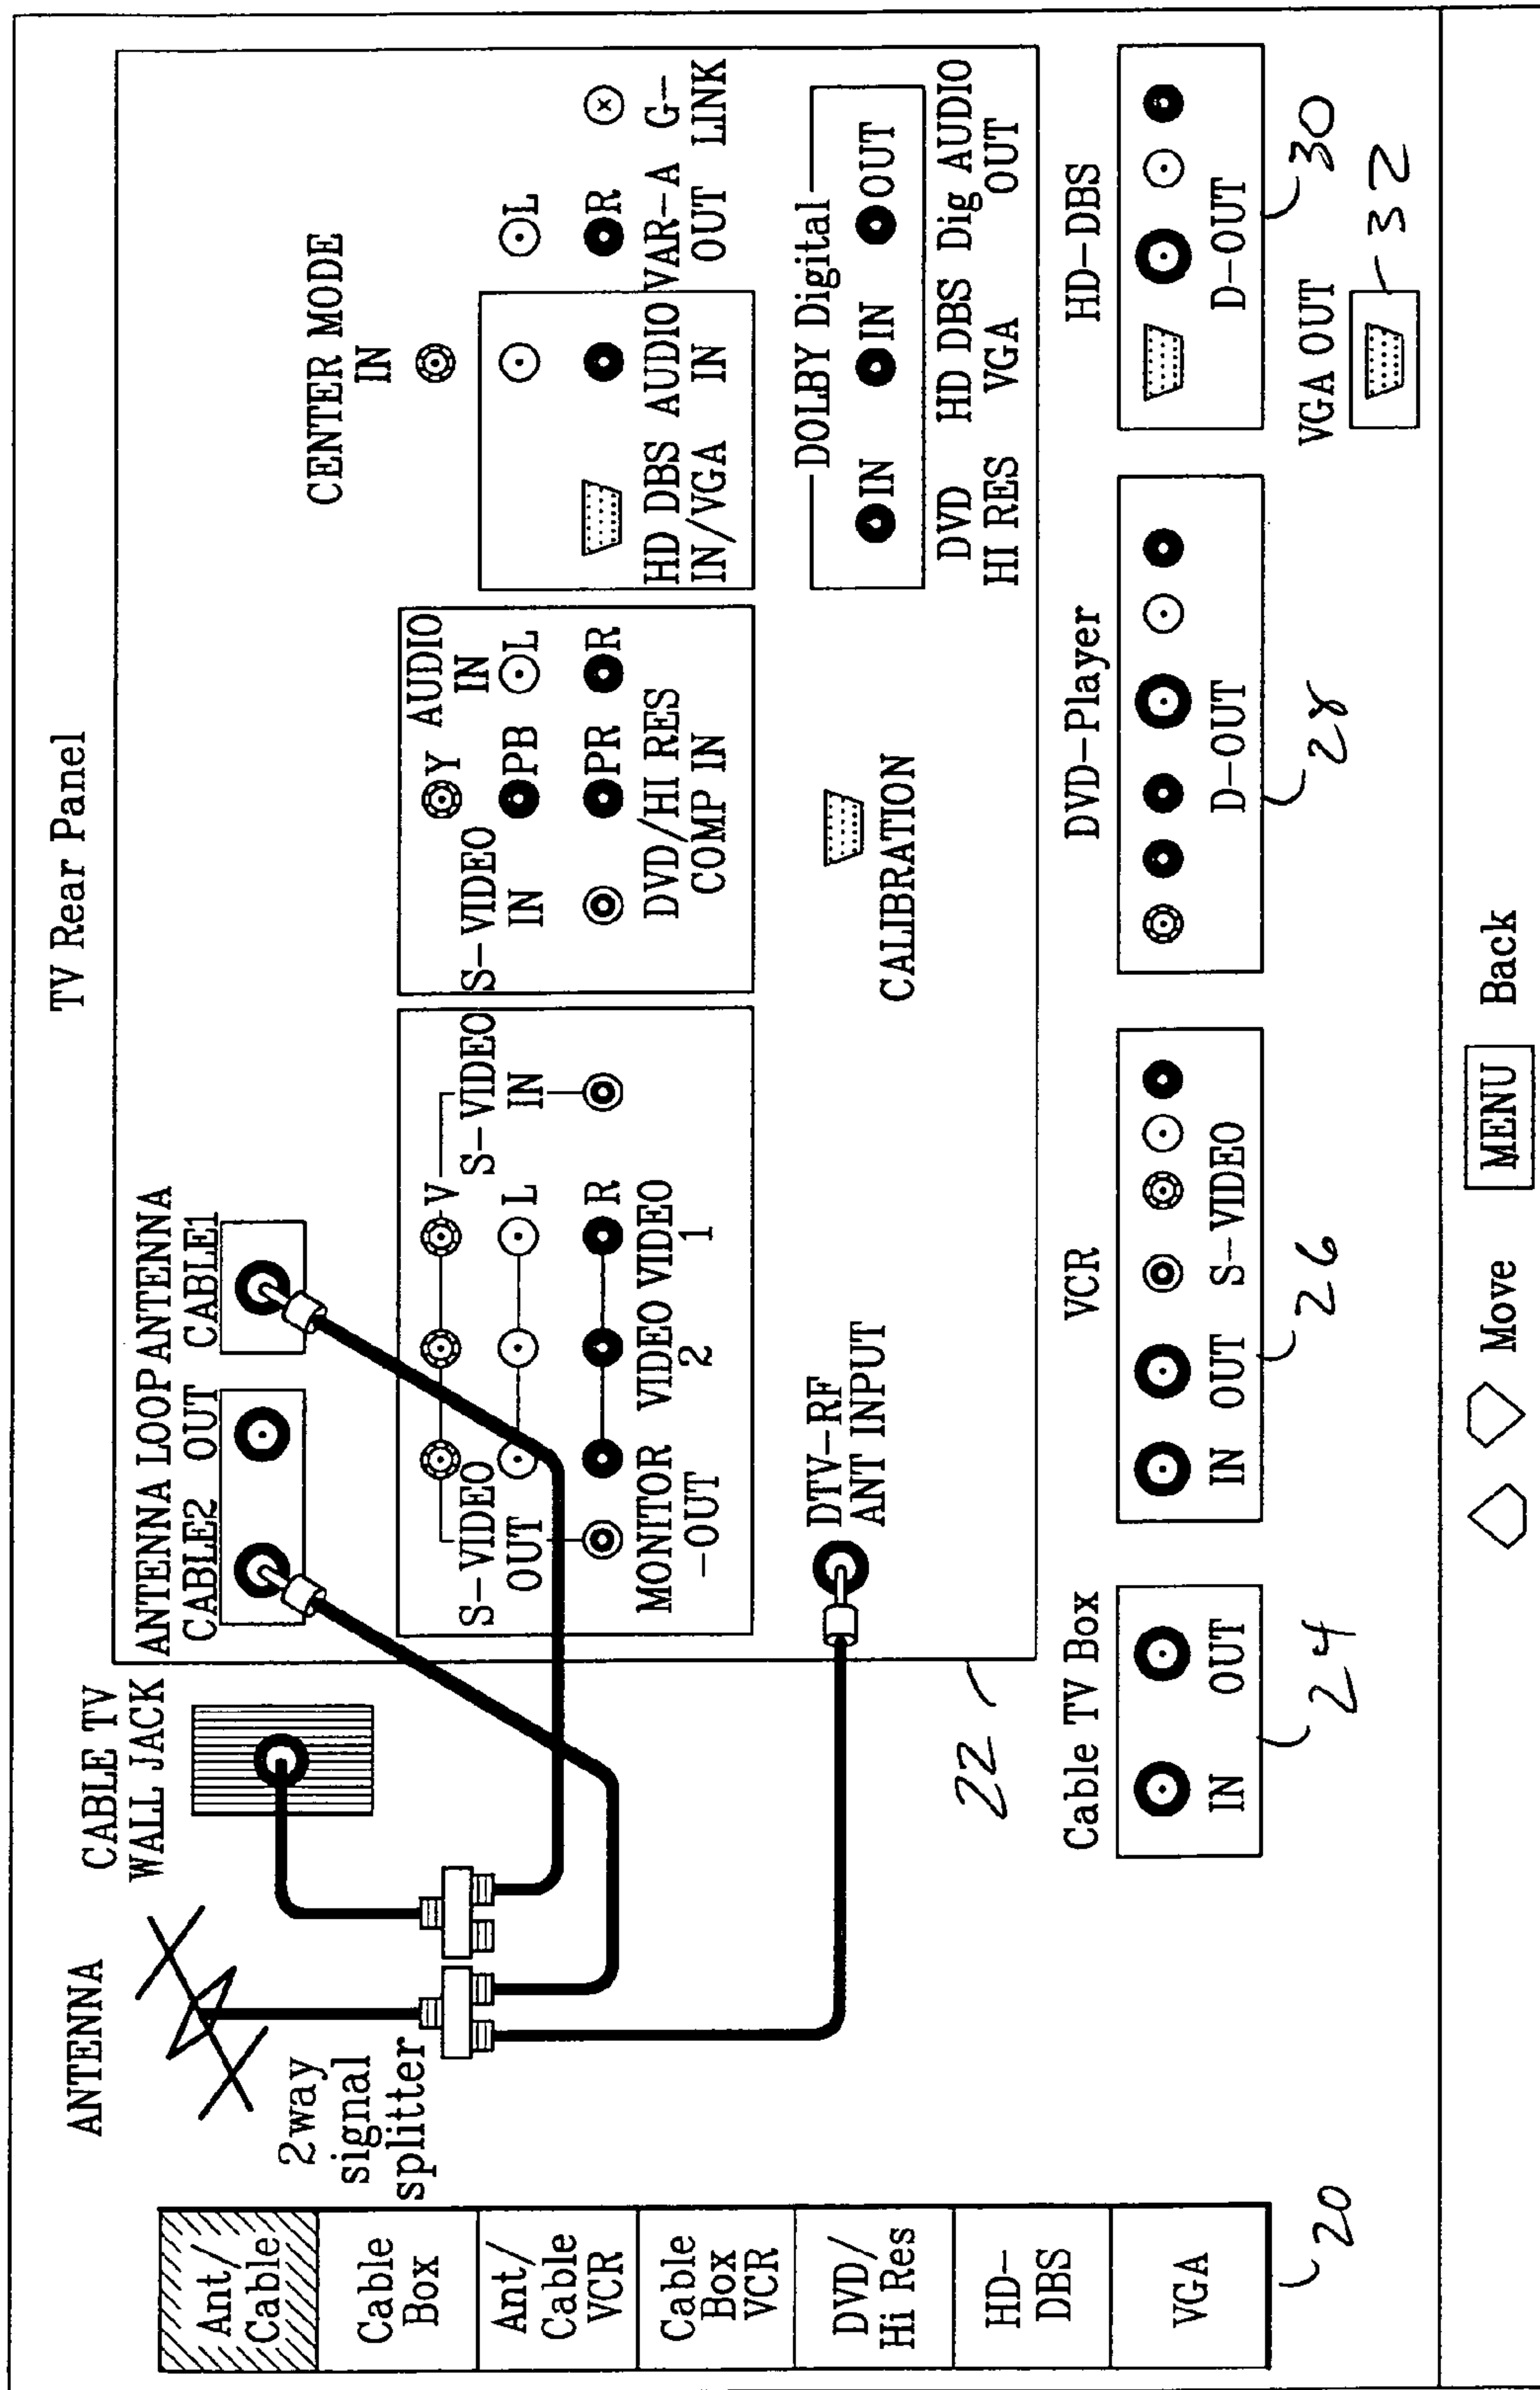 TV Rear Panel
ANTENNA
CABLE TV
WALL JACK
2way
signal
splitter
Ant/
Cable
Cable
Box
Ant/
Cable
VCR
Cable
Box
VCR
DVD/
Hi Res
HD-
DBS
VGA
20
ANTENNA LOOP ANTENNA
CABLE2 OUT CABLE1
S-VIDEO
OUT
V
L
R
S-VIDEO
IN
MONITOR
-OUT
VIDEO
2
VIDEO
1
S-VIDEO
IN
Y
PB
PR
AUDIO
IN
L
R
DVD/HI RES
COMP IN
CENTER MODE
IN
HD DBS
IN/VGA
AUDIO
IN
L
R
VAR-A
OUT
G-
LINK
DTV-RF
ANT INPUT
CALIBRATION
DOLBY Digital
IN
IN
OUT
DVD
HI RES
HD DBS
VGA
Dig AUDIO
OUT
22
Cable TV Box
IN OUT
24
VCR
IN OUT S-VIDEO
26
DVD-Player
D-OUT
28
HD-DBS
D-OUT
30
VGA OUT
32
Move MENU Back